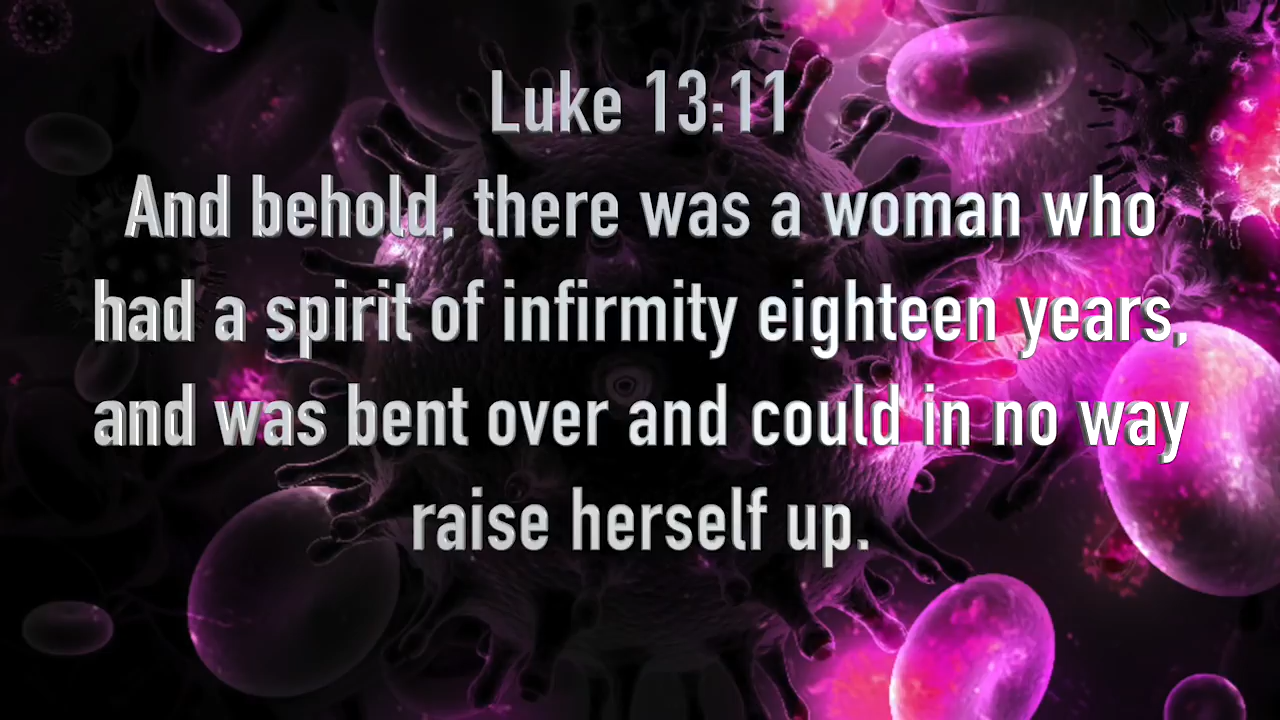 Luke 13:11
And behold, there was a woman who
had a spirit of infirmity eighteen years,
and was bent over and could in no way
raise herself up.